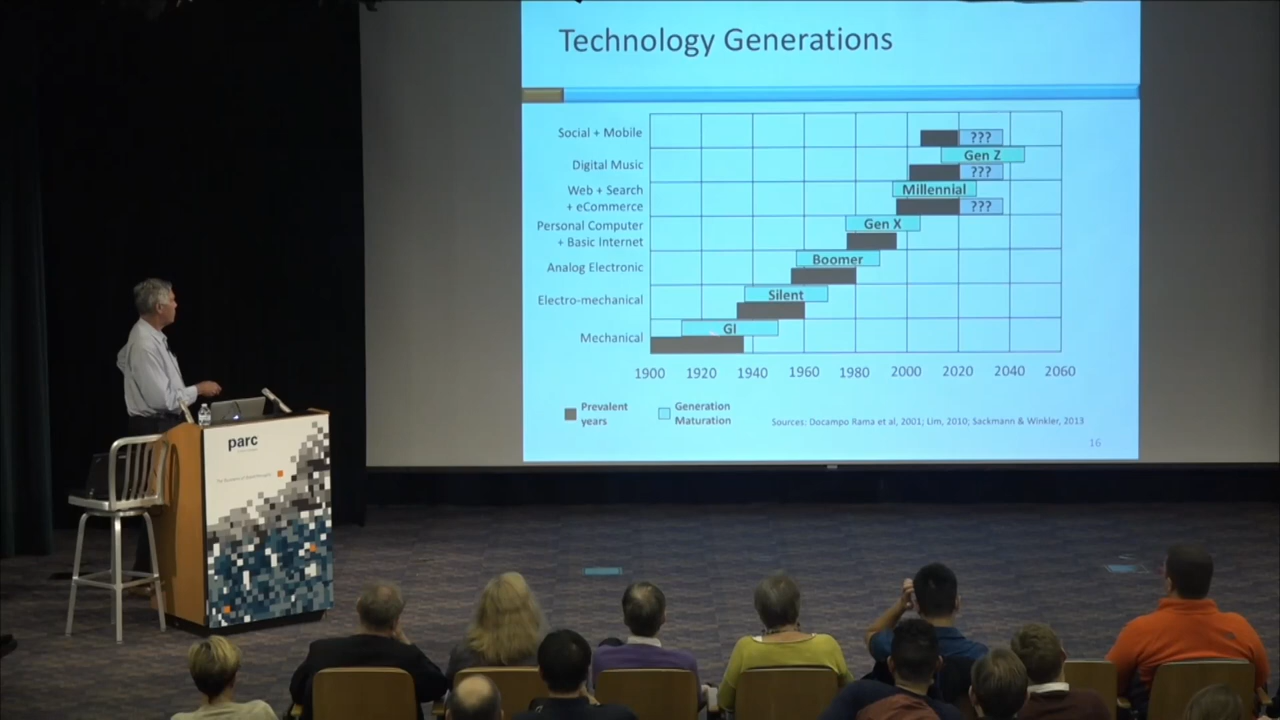 Technology Generations
Social + Mobile
???
Gen Z
Digital Music
???
Millennial
Web + Search
+ eCommerce
???
Gen X
Personal Computer
+ Basic Internet
Boomer
Analog Electronic
Silent
Electro-mechanical
GI
Mechanical
1900 1920 1940 1960 1980 2000 2020 2040 2060
Prevalent
years
Generation
Maturation
Sources: Docampo Rama et al, 2001; Lim, 2010; Sackmann & Winkler, 2013
16
parc